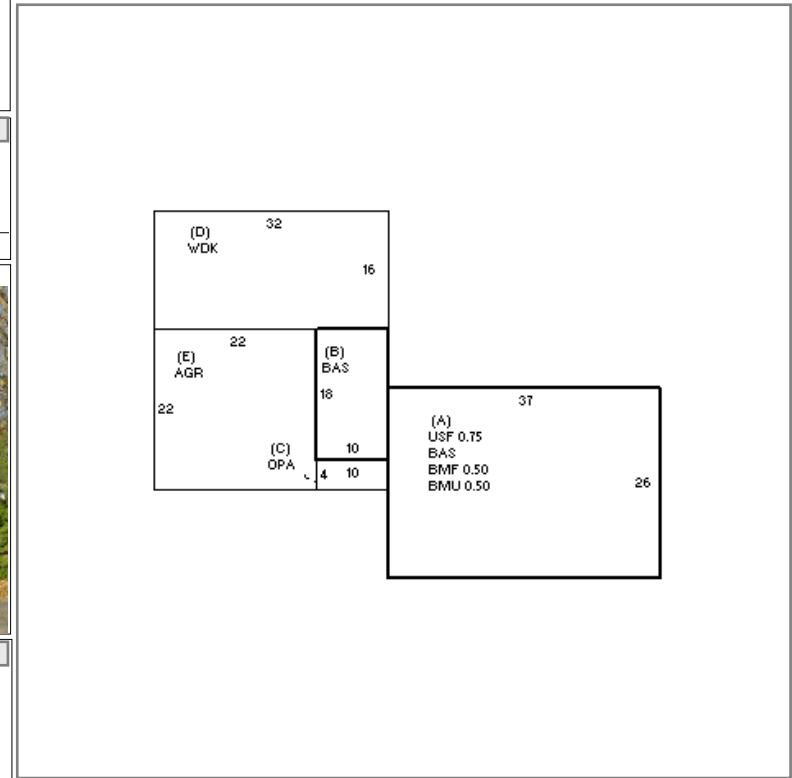 32
(D)
WDK
16
22
(E)
AGR
22
(B)
BAS
18
10
(C)
OPA
4
10
37
(A)
USF 0.75
BAS
BMF 0.50
BMU 0.50
26